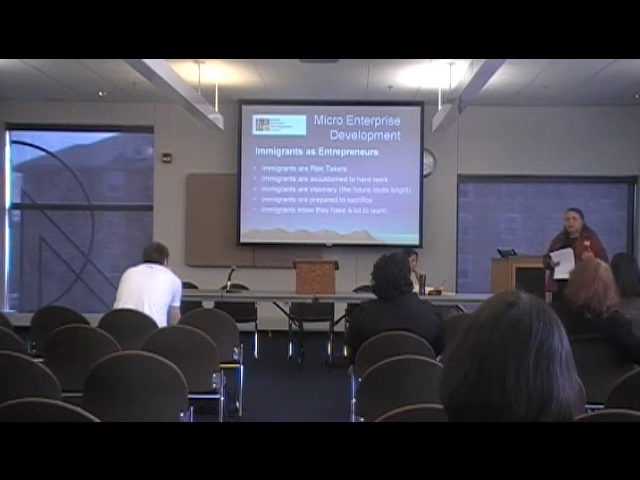 Micro Enterprise
Development
Immigrants as Entrepreneurs
• Immigrants are Risk Takers
• Immigrants are accustomed to hard work
• Immigrants are visionary (the future looks bright)
• Immigrants are prepared to sacrifice
• Immigrants know they have a lot to learn